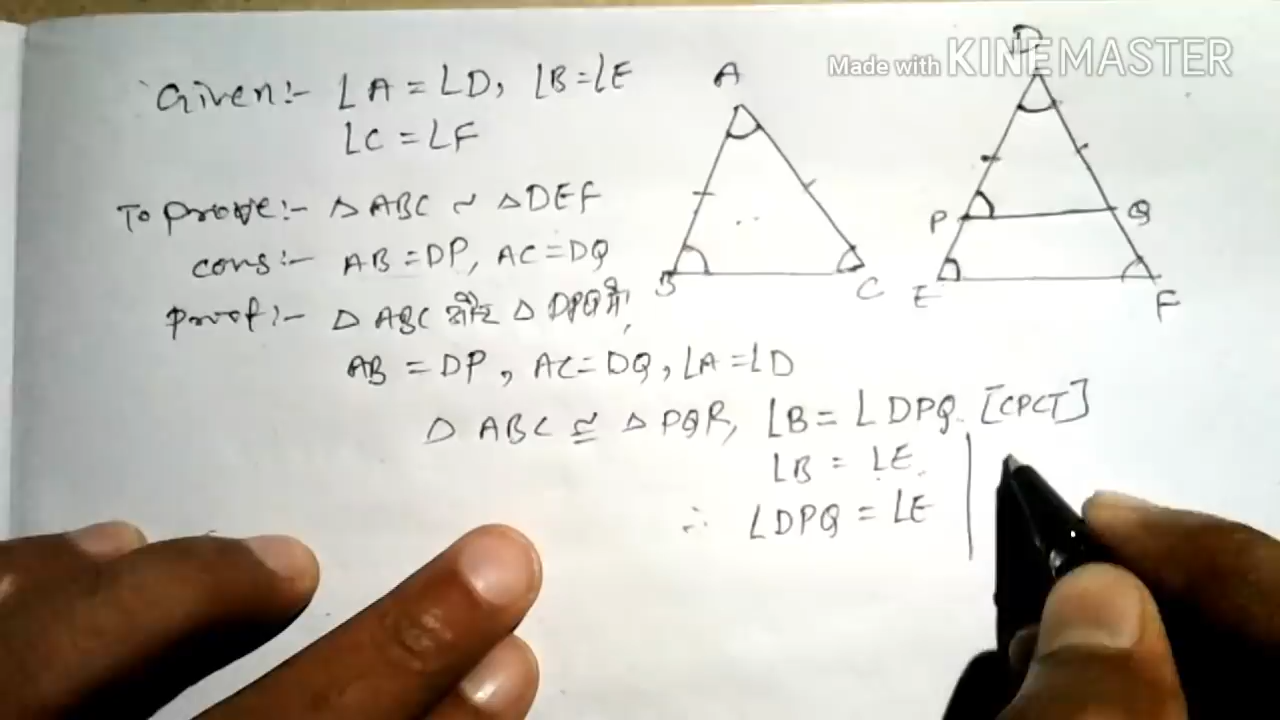 Made with KINEMASTER
Given:- ∠A = ∠D, ∠B = ∠E
∠C = ∠F
To prove:- △ABC ~ △DEF
cons:- AB = DP, AC = DQ
proof:- △ABC और △DPQ में,
AB = DP, AC = DQ, ∠A = ∠D
△ABC ≅ △PQR, ∠B = ∠DPQ. [CPCT]
∠B = ∠E.
∴ ∠DPQ = ∠E
A
B
C
D
P
Q
E
F